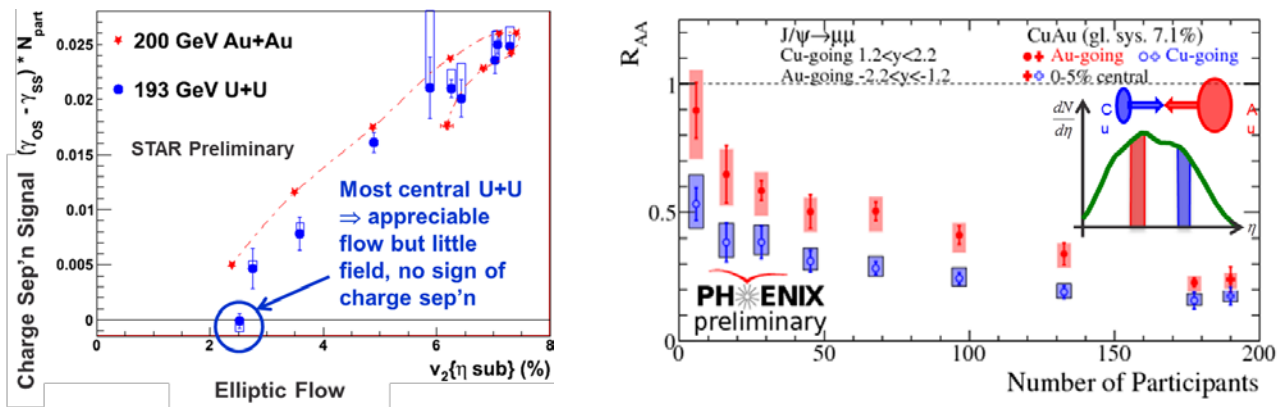 Charge Sep'n Signal (γos - γss) * Npart
0.025
0.02
0.015
0.01
0.005
0
200 GeV Au+Au
193 GeV U+U
STAR Preliminary
Most central U+U
⇒ appreciable
flow but little
field, no sign of
charge sep'n
0 2 4 6 8
v2{η sub} (%)
Elliptic Flow
RAA
1
0.5
0
J/ψ→μμ
Cu-going 1.2<y<2.2
Au-going -2.2<y<-1.2
CuAu (gl. sys. 7.1%)
Au-going Cu-going
0-5% central
dN
dη
Cu
Au
η
PHENIX
preliminary
0 50 100 150 200
Number of Participants